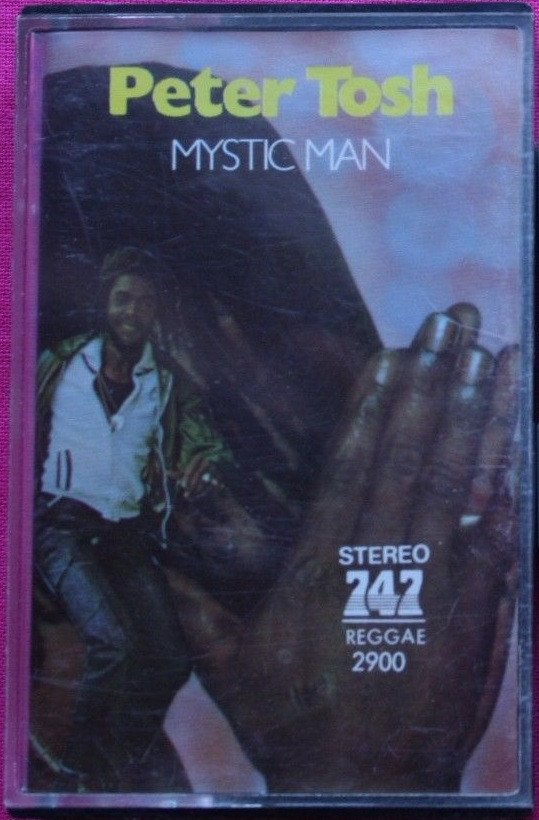 Peter Tosh
MYSTIC MAN
STEREO
747
REGGAE
2900